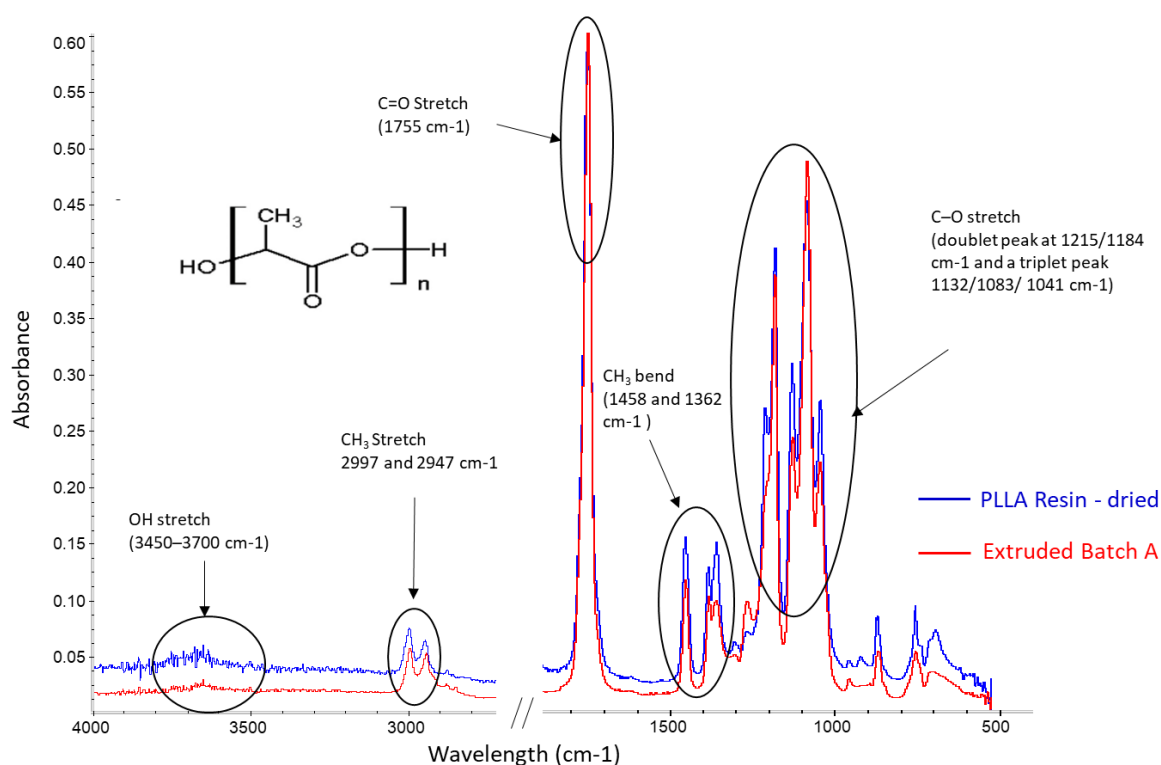 0.60
0.55
0.50
0.45
0.40
0.35
0.30
0.25
0.20
0.15
0.10
0.05
Absorbance
C=O Stretch
(1755 cm-1)
CH₃
HO
O
O
H
n
C–O stretch
(doublet peak at 1215/1184
cm-1 and a triplet peak
1132/1083/ 1041 cm-1)
CH₃ bend
(1458 and 1362
cm-1 )
CH₃ Stretch
2997 and 2947 cm-1
OH stretch
(3450–3700 cm-1)
PLLA Resin - dried
Extruded Batch A
4000 3500 3000 // 1500 1000 500
Wavelength (cm-1)